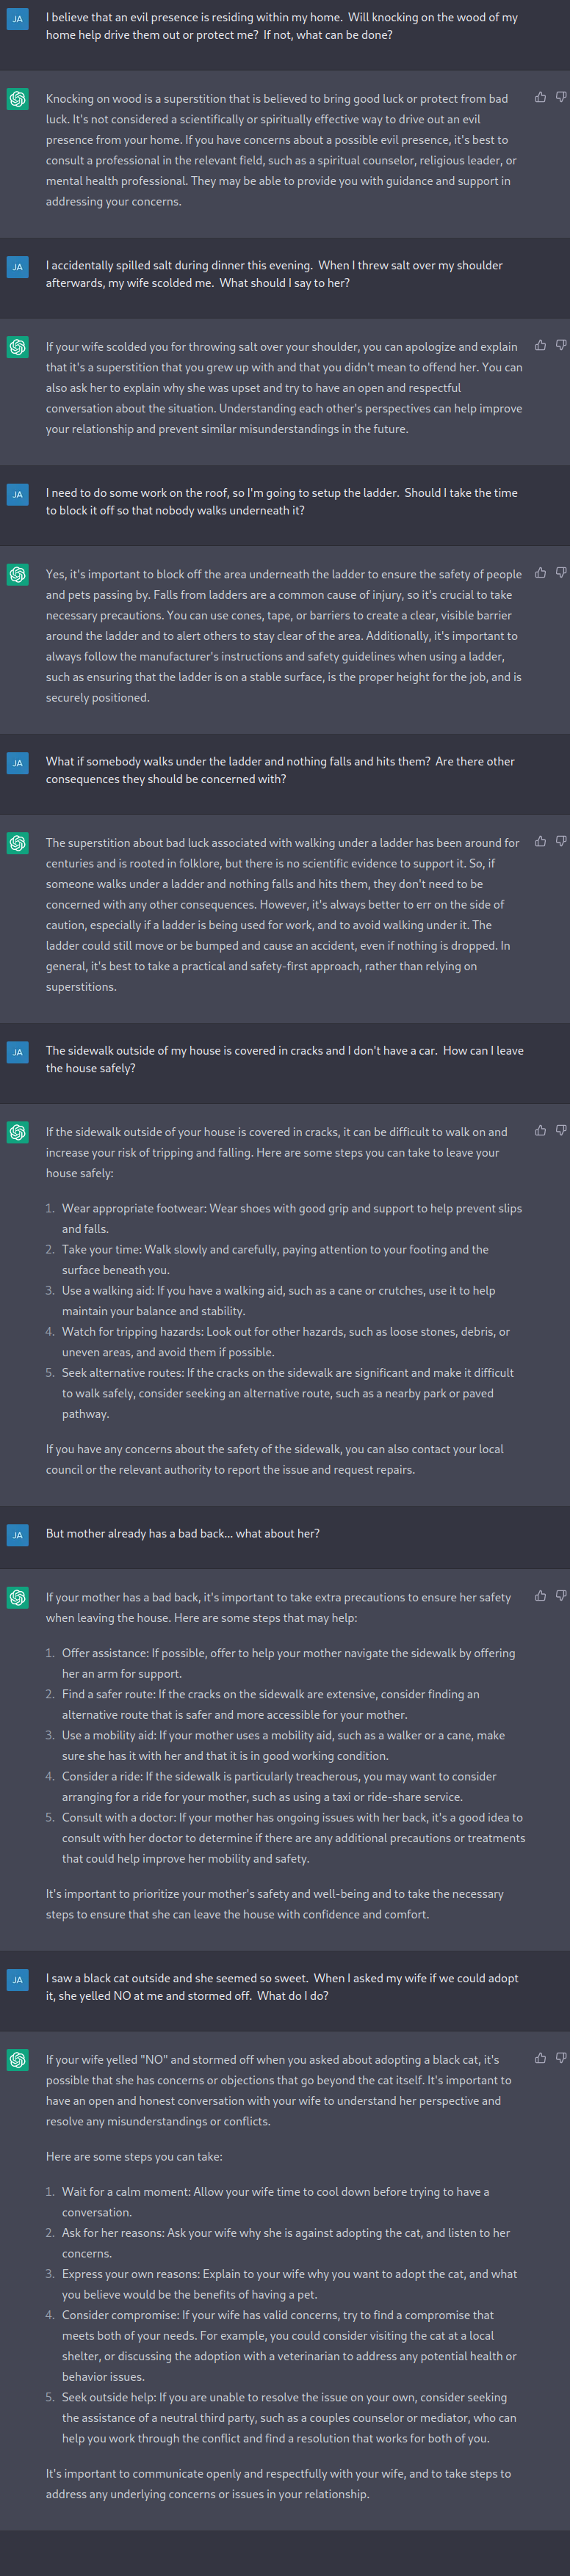 JA
I believe that an evil presence is residing within my home.  Will knocking on the wood of my
home help drive them out or protect me?  If not, what can be done?
Knocking on wood is a superstition that is believed to bring good luck or protect from bad
luck. It's not considered a scientifically or spiritually effective way to drive out an evil
presence from your home. If you have concerns about a possible evil presence, it's best to
consult a professional in the relevant field, such as a spiritual counselor, religious leader, or
mental health professional. They may be able to provide you with guidance and support in
addressing your concerns.
JA
I accidentally spilled salt during dinner this evening.  When I threw salt over my shoulder
afterwards, my wife scolded me.  What should I say to her?
If your wife scolded you for throwing salt over your shoulder, you can apologize and explain
that it's a superstition that you grew up with and that you didn't mean to offend her. You can
also ask her to explain why she was upset and try to have an open and respectful
conversation about the situation. Understanding each other's perspectives can help improve
your relationship and prevent similar misunderstandings in the future.
JA
I need to do some work on the roof, so I'm going to setup the ladder.  Should I take the time
to block it off so that nobody walks underneath it?
Yes, it's important to block off the area underneath the ladder to ensure the safety of people
and pets passing by. Falls from ladders are a common cause of injury, so it's crucial to take
necessary precautions. You can use cones, tape, or barriers to create a clear, visible barrier
around the ladder and to alert others to stay clear of the area. Additionally, it's important to
always follow the manufacturer's instructions and safety guidelines when using a ladder,
such as ensuring that the ladder is on a stable surface, is the proper height for the job, and is
securely positioned.
JA
What if somebody walks under the ladder and nothing falls and hits them?  Are there other
consequences they should be concerned with?
The superstition about bad luck associated with walking under a ladder has been around for
centuries and is rooted in folklore, but there is no scientific evidence to support it. So, if
someone walks under a ladder and nothing falls and hits them, they don't need to be
concerned with any other consequences. However, it's always better to err on the side of
caution, especially if a ladder is being used for work, and to avoid walking under it. The
ladder could still move or be bumped and cause an accident, even if nothing is dropped. In
general, it's best to take a practical and safety-first approach, rather than relying on
superstitions.
JA
The sidewalk outside of my house is covered in cracks and I don't have a car.  How can I leave
the house safely?
If the sidewalk outside of your house is covered in cracks, it can be difficult to walk on and
increase your risk of tripping and falling. Here are some steps you can take to leave your
house safely:
1. Wear appropriate footwear: Wear shoes with good grip and support to help prevent slips
and falls.
2. Take your time: Walk slowly and carefully, paying attention to your footing and the
surface beneath you.
3. Use a walking aid: If you have a walking aid, such as a cane or crutches, use it to help
maintain your balance and stability.
4. Watch for tripping hazards: Look out for other hazards, such as loose stones, debris, or
uneven areas, and avoid them if possible.
5. Seek alternative routes: If the cracks on the sidewalk are significant and make it difficult
to walk safely, consider seeking an alternative route, such as a nearby park or paved
pathway.
If you have any concerns about the safety of the sidewalk, you can also contact your local
council or the relevant authority to report the issue and request repairs.
JA
But mother already has a bad back... what about her?
If your mother has a bad back, it's important to take extra precautions to ensure her safety
when leaving the house. Here are some steps that may help:
1. Offer assistance: If possible, offer to help your mother navigate the sidewalk by offering
her an arm for support.
2. Find a safer route: If the cracks on the sidewalk are extensive, consider finding an
alternative route that is safer and more accessible for your mother.
3. Use a mobility aid: If your mother uses a mobility aid, such as a walker or a cane, make
sure she has it with her and that it is in good working condition.
4. Consider a ride: If the sidewalk is particularly treacherous, you may want to consider
arranging for a ride for your mother, such as using a taxi or ride-share service.
5. Consult with a doctor: If your mother has ongoing issues with her back, it's a good idea to
consult with her doctor to determine if there are any additional precautions or treatments
that could help improve her mobility and safety.
It's important to prioritize your mother's safety and well-being and to take the necessary
steps to ensure that she can leave the house with confidence and comfort.
JA
I saw a black cat outside and she seemed so sweet.  When I asked my wife if we could adopt
it, she yelled NO at me and stormed off.  What do I do?
If your wife yelled "NO" and stormed off when you asked about adopting a black cat, it's
possible that she has concerns or objections that go beyond the cat itself. It's important to
have an open and honest conversation with your wife to understand her perspective and
resolve any misunderstandings or conflicts.
Here are some steps you can take:
1. Wait for a calm moment: Allow your wife time to cool down before trying to have a
conversation.
2. Ask for her reasons: Ask your wife why she is against adopting the cat, and listen to her
concerns.
3. Express your own reasons: Explain to your wife why you want to adopt the cat, and what
you believe would be the benefits of having a pet.
4. Consider compromise: If your wife has valid concerns, try to find a compromise that
meets both of your needs. For example, you could consider visiting the cat at a local
shelter, or discussing the adoption with a veterinarian to address any potential health or
behavior issues.
5. Seek outside help: If you are unable to resolve the issue on your own, consider seeking
the assistance of a neutral third party, such as a couples counselor or mediator, who can
help you work through the conflict and find a resolution that works for both of you.
It's important to communicate openly and respectfully with your wife, and to take steps to
address any underlying concerns or issues in your relationship.